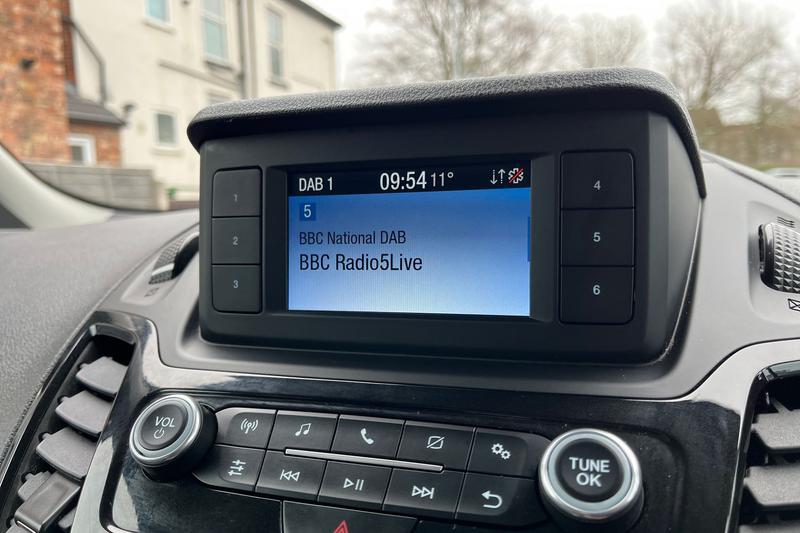 DAB 1 09:54 11°
5
BBC National DAB
BBC Radio5Live
1
2
3
4
5
6
VOL
TUNE
OK